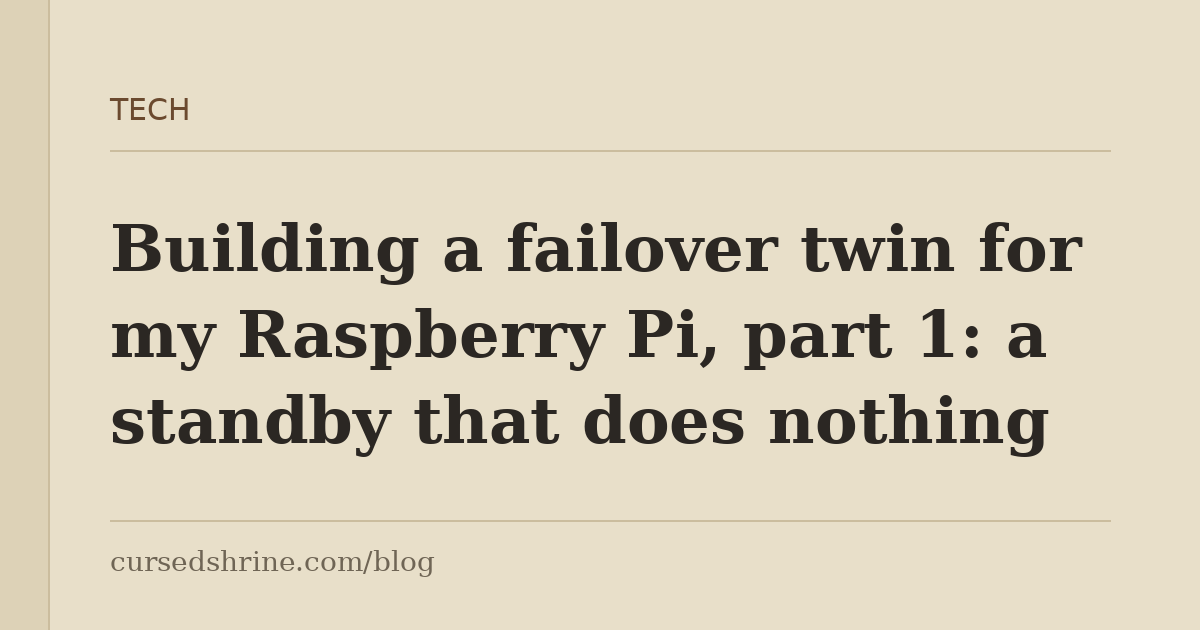 TECH
Building a failover twin for
my Raspberry Pi, part 1: a
standby that does nothing
cursedshrine.com/blog